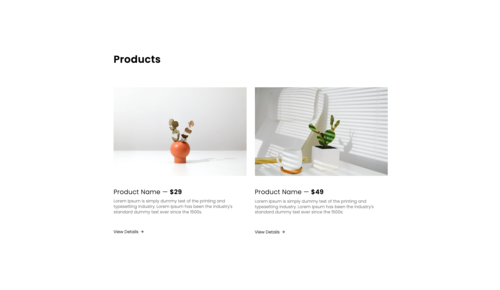 Products
Product Name — $29
Lorem Ipsum is simply dummy text of the printing and
typesetting industry. Lorem Ipsum has been the industry's
standard dummy text ever since the 1500s.
View Details →
Product Name — $49
Lorem Ipsum is simply dummy text of the printing and
typesetting industry. Lorem Ipsum has been the industry's
standard dummy text ever since the 1500s.
View Details →